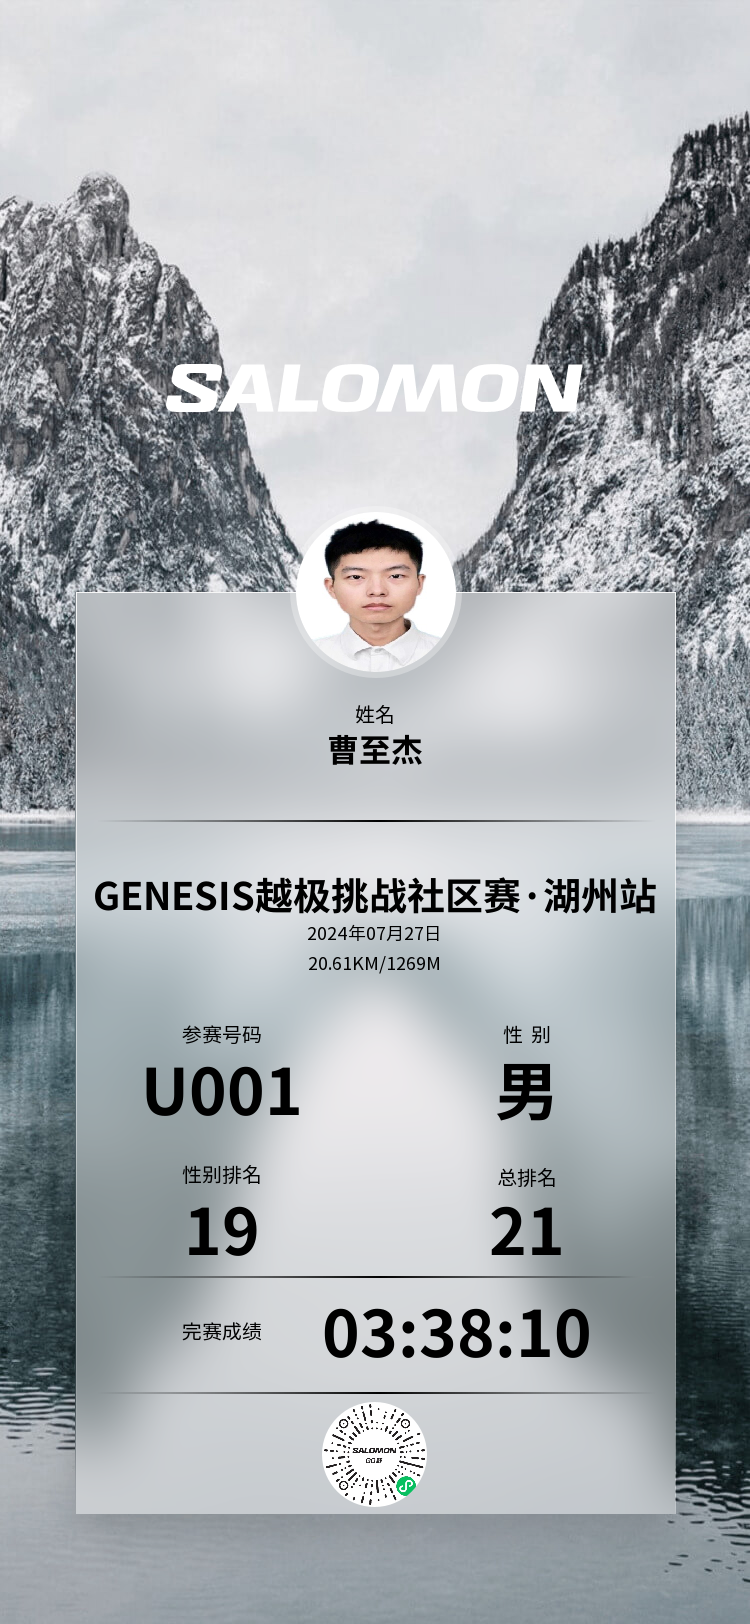 SALOMON
姓名
曹至杰
GENESIS越极挑战社区赛·湖州站
2024年07月27日
20.61KM/1269M
参赛号码
性 别
U001
男
性别排名
总排名
19
21
完赛成绩
03:38:10
SALOMON